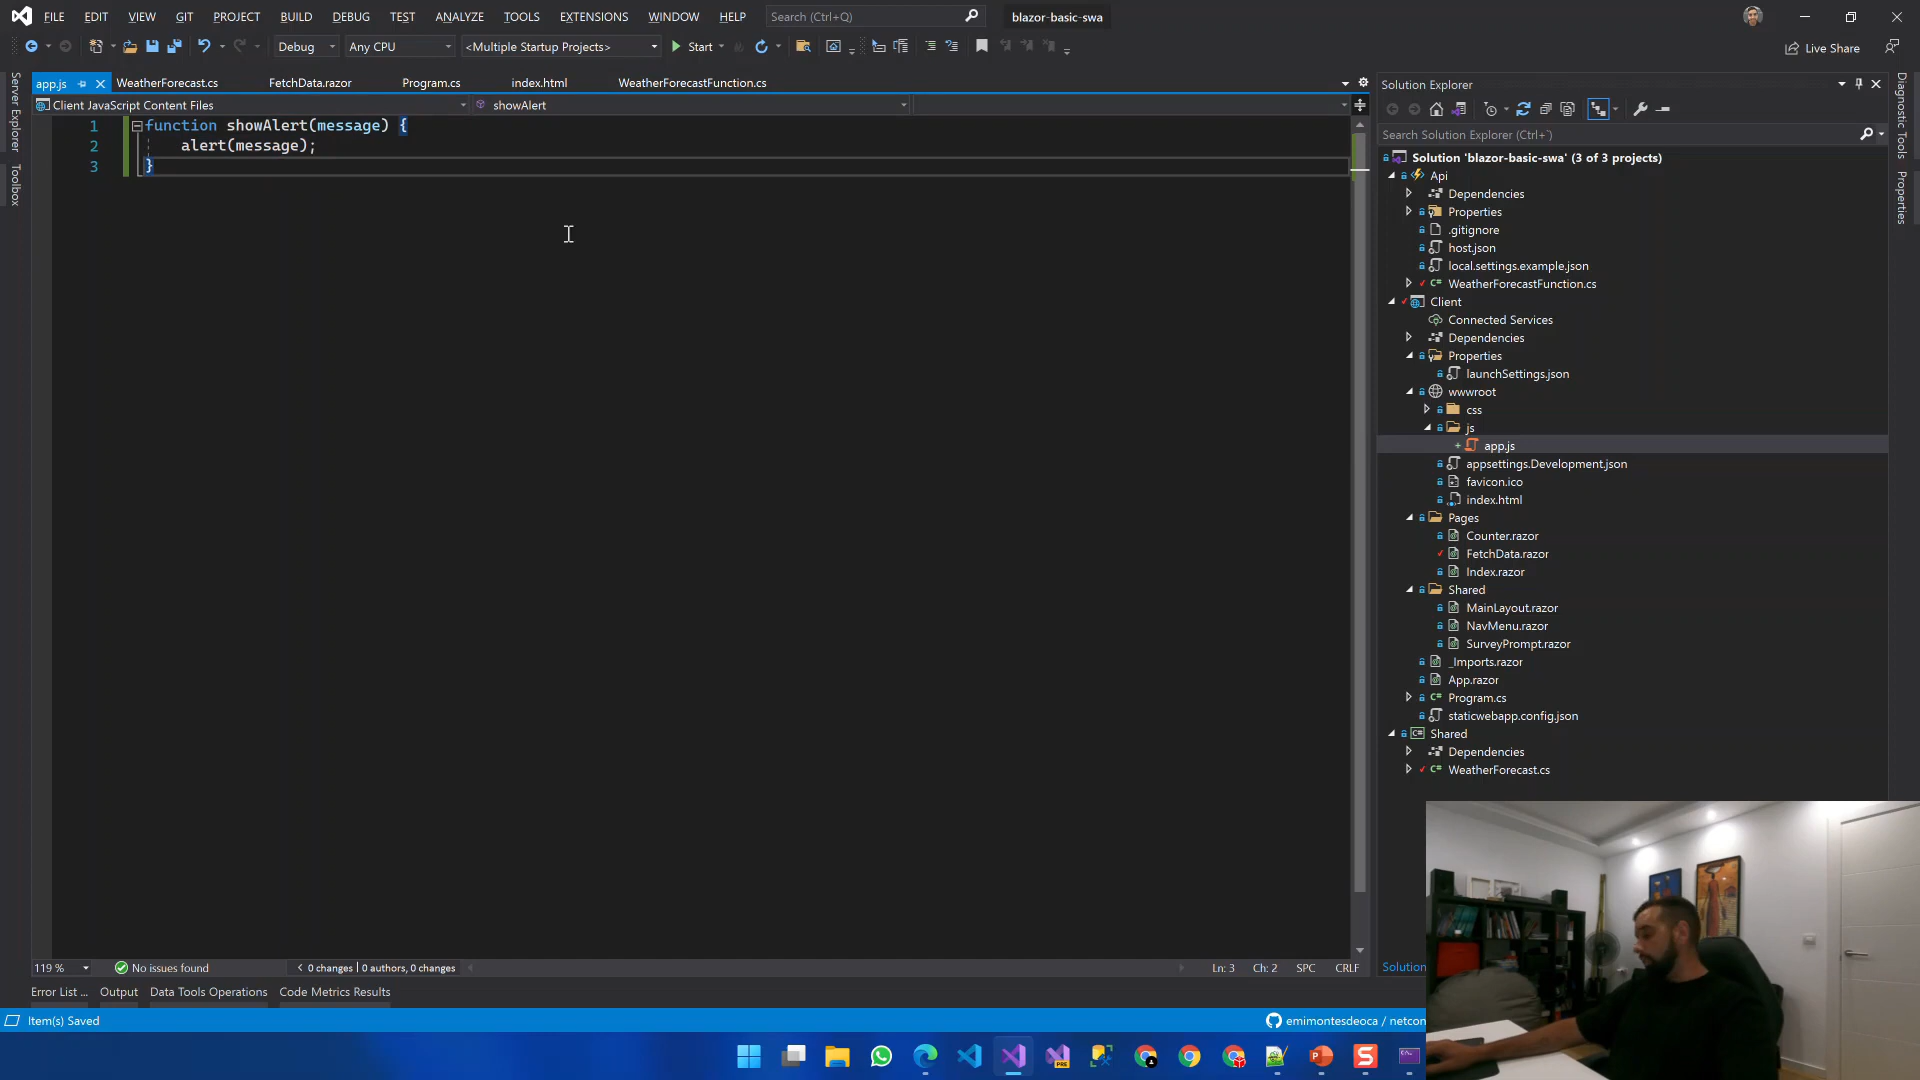 FILE EDIT VIEW GIT PROJECT BUILD DEBUG TEST ANALYZE TOOLS EXTENSIONS WINDOW HELP Search (Ctrl+Q) blazor-basic-swa
Debug Any CPU <Multiple Startup Projects> Start Live Share
app.js WeatherForecast.cs FetchData.razor Program.cs index.html WeatherForecastFunction.cs
Client JavaScript Content Files showAlert
1 function showAlert(message) {
2 alert(message);
3 }
Server Explorer
Toolbox
Solution Explorer
Search Solution Explorer (Ctrl+`)
Solution 'blazor-basic-swa' (3 of 3 projects)
Api
Dependencies
Properties
.gitignore
host.json
local.settings.example.json
WeatherForecastFunction.cs
Client
Connected Services
Dependencies
Properties
launchSettings.json
wwwroot
css
js
app.js
appsettings.Development.json
favicon.ico
index.html
Pages
Counter.razor
FetchData.razor
Index.razor
Shared
MainLayout.razor
NavMenu.razor
SurveyPrompt.razor
_Imports.razor
App.razor
Program.cs
staticwebapp.config.json
Shared
Dependencies
WeatherForecast.cs
Diagnostic Tools
Properties
119 % No issues found 0 changes | 0 authors, 0 changes Ln: 3 Ch: 2 SPC CRLF
Solution
Error List ... Output Data Tools Operations Code Metrics Results
Item(s) Saved emimontesdeoca / netcon